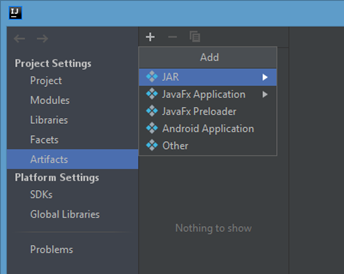 IJ
Project Settings
Project
Modules
Libraries
Facets
Artifacts
Platform Settings
SDKs
Global Libraries
Problems
Add
JAR
JavaFx Application
JavaFx Preloader
Android Application
Other
Nothing to show